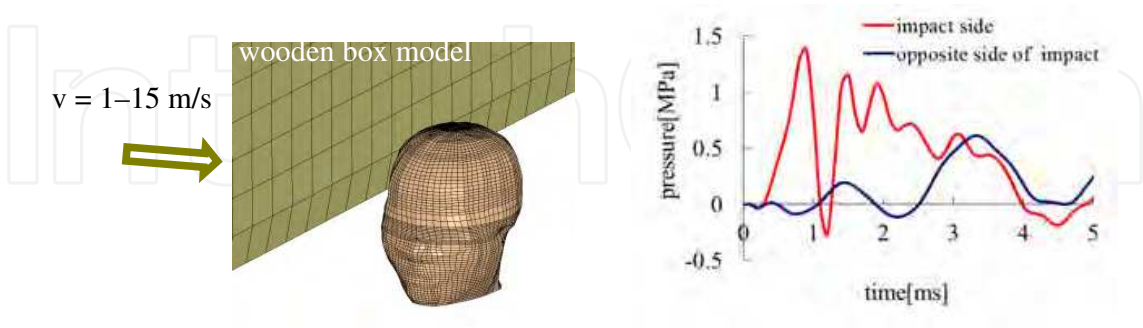 wooden box model
v = 1–15 m/s
impact side
opposite side of impact
pressure[MPa]
1.5
1
0.5
0
-0.5
0 1 2 3 4 5
time[ms]